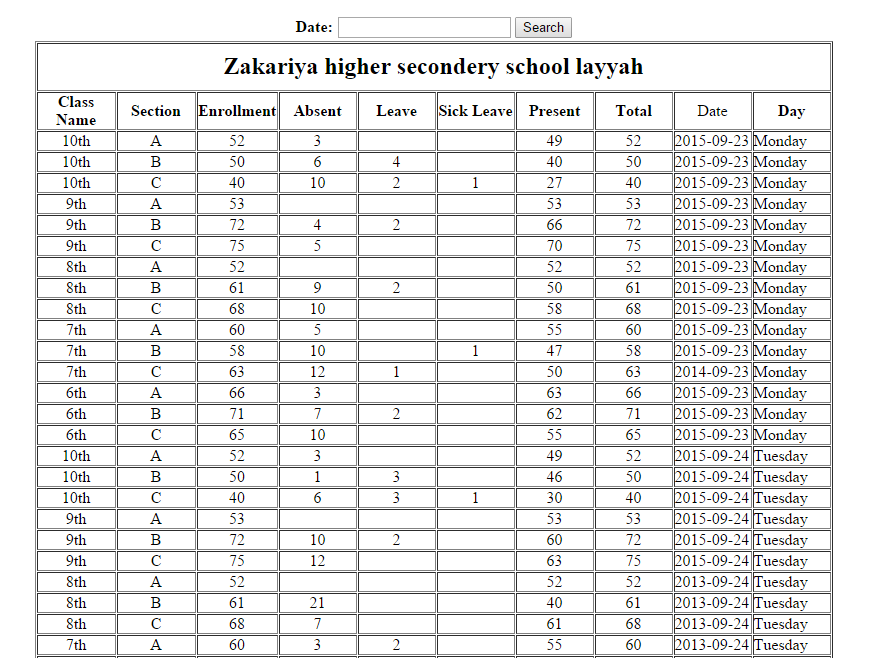 Date: Search
Zakariya higher secondery school layyah
Class Name Section Enrollment Absent Leave Sick Leave Present Total Date Day
10th A 52 3 49 52 2015-09-23 Monday
10th B 50 6 4 40 50 2015-09-23 Monday
10th C 40 10 2 1 27 40 2015-09-23 Monday
9th A 53 53 53 2015-09-23 Monday
9th B 72 4 2 66 72 2015-09-23 Monday
9th C 75 5 70 75 2015-09-23 Monday
8th A 52 52 52 2015-09-23 Monday
8th B 61 9 2 50 61 2015-09-23 Monday
8th C 68 10 58 68 2015-09-23 Monday
7th A 60 5 55 60 2015-09-23 Monday
7th B 58 10 1 47 58 2015-09-23 Monday
7th C 63 12 1 50 63 2014-09-23 Monday
6th A 66 3 63 66 2015-09-23 Monday
6th B 71 7 2 62 71 2015-09-23 Monday
6th C 65 10 55 65 2015-09-23 Monday
10th A 52 3 49 52 2015-09-24 Tuesday
10th B 50 1 3 46 50 2015-09-24 Tuesday
10th C 40 6 3 1 30 40 2015-09-24 Tuesday
9th A 53 53 53 2015-09-24 Tuesday
9th B 72 10 2 60 72 2015-09-24 Tuesday
9th C 75 12 63 75 2015-09-24 Tuesday
8th A 52 52 52 2013-09-24 Tuesday
8th B 61 21 40 61 2013-09-24 Tuesday
8th C 68 7 61 68 2013-09-24 Tuesday
7th A 60 3 2 55 60 2013-09-24 Tuesday